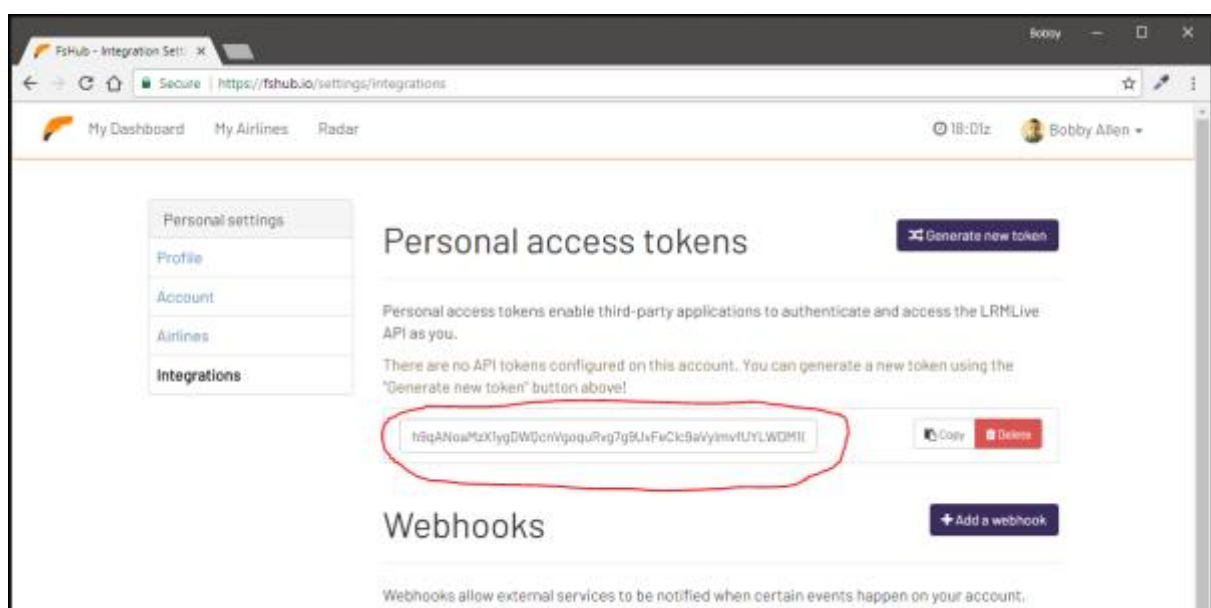 FsHub - Integration Sett
Bobby
Secure | https://fshub.io/settings/integrations
My Dashboard My Airlines Radar 18:01z Bobby Allen
Personal settings
Profile
Account
Airlines
Integrations
Personal access tokens
Generate new token
Personal access tokens enable third-party applications to authenticate and access the LRMLive
API as you.
There are no API tokens configured on this account. You can generate a new token using the
"Generate new token" button above!
Copy Delete
Webhooks
Add a webhook
Webhooks allow external services to be notified when certain events happen on your account.